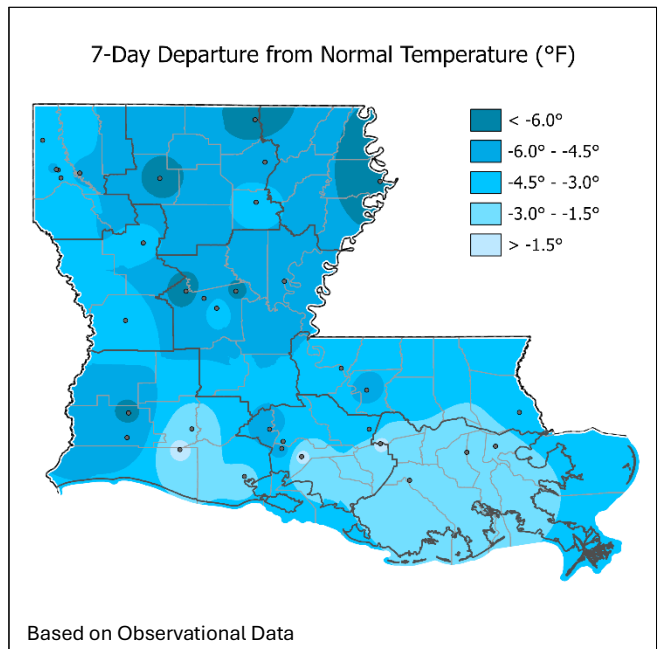 7-Day Departure from Normal Temperature (°F)
< -6.0°
-6.0° - -4.5°
-4.5° - -3.0°
-3.0° - -1.5°
> -1.5°
Based on Observational Data